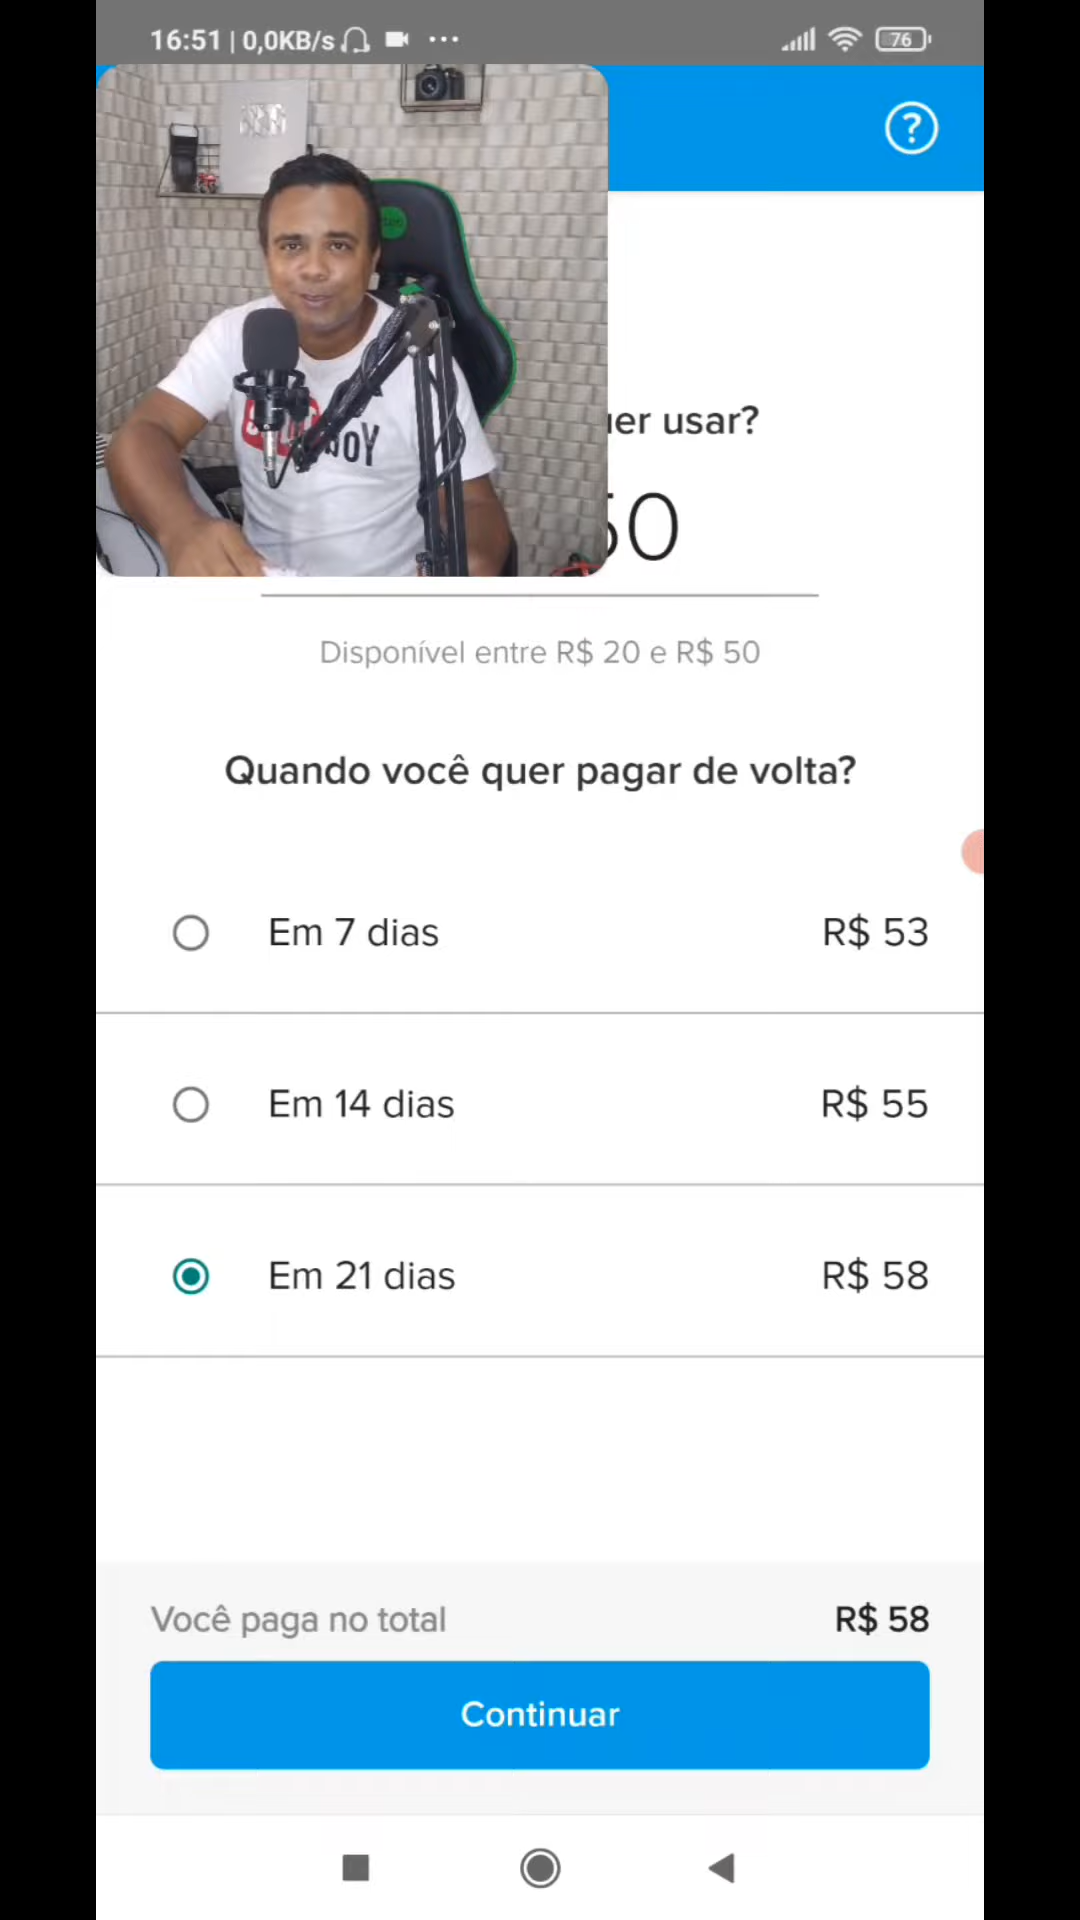 16:51 | 0,0KB/s
76
?
er usar?
50
Disponível entre R$ 20 e R$ 50
Quando você quer pagar de volta?
Em 7 dias R$ 53
Em 14 dias R$ 55
Em 21 dias R$ 58
Você paga no total R$ 58
Continuar